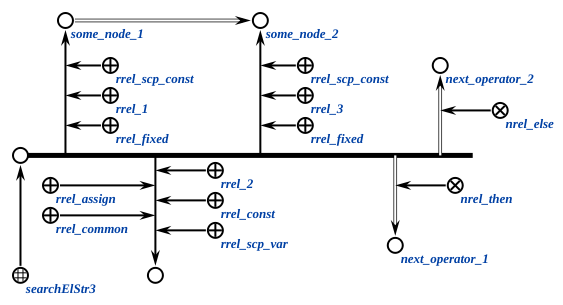 some_node_1
some_node_2
rrel_scp_const
rrel_scp_const
next_operator_2
rrel_1
rrel_3
nrel_else
rrel_fixed
rrel_fixed
rrel_assign
rrel_2
nrel_then
rrel_common
rrel_const
rrel_scp_var
next_operator_1
searchElStr3